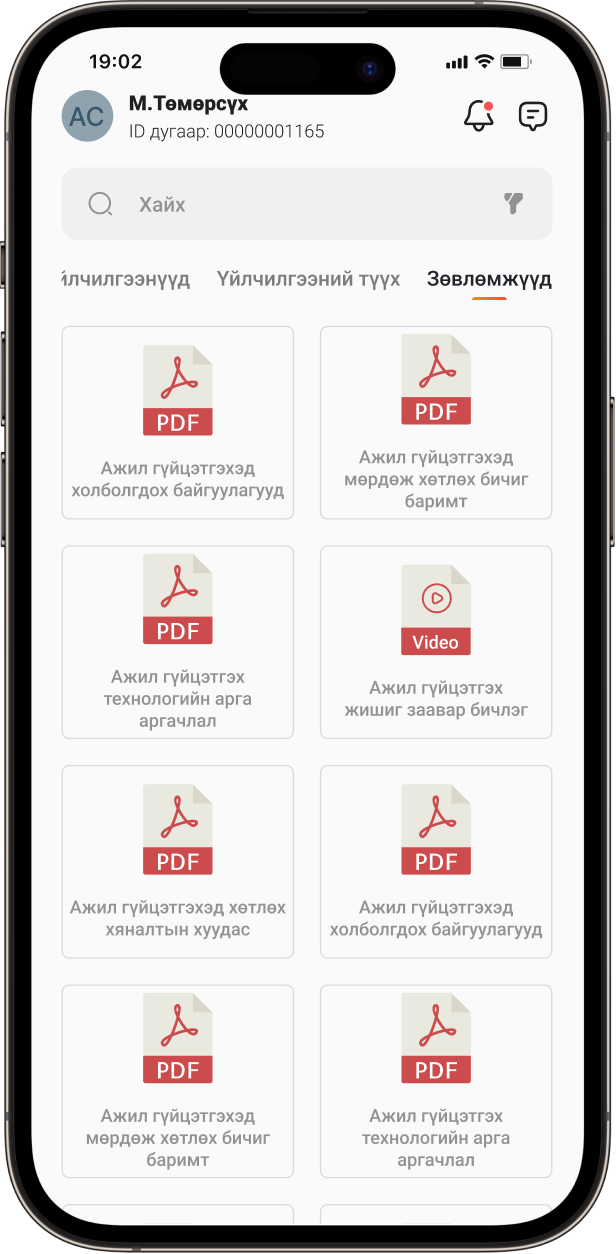 19:02
AC
М.Төмөрсүх
ID дугаар: 00000001165
Хайх
йлчилгээнүүд Үйлчилгээний түүх Зөвлөмжүүд
PDF
Ажил гүйцэтгэхэд
холболгдох байгуулагууд
PDF
Ажил гүйцэтгэхэд
мөрдөж хөтлөх бичиг
баримт
PDF
Ажил гүйцэтгэх
технологийн арга
аргачлал
Video
Ажил гүйцэтгэх
жишиг заавар бичлэг
PDF
Ажил гүйцэтгэхэд хөтлөх
хяналтын хуудас
PDF
Ажил гүйцэтгэхэд
холболгдох байгуулагууд
PDF
Ажил гүйцэтгэхэд
мөрдөж хөтлөх бичиг
баримт
PDF
Ажил гүйцэтгэх
технологийн арга
аргачлал